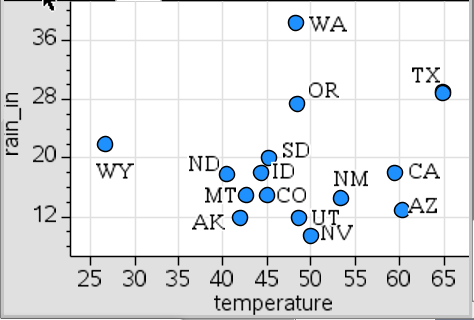 WA
36
TX
OR
28
rain_in
SD
20
ND
ID
CA
WY
NM
MT
CO
AZ
12
AK
UT
NV
25 30 35 40 45 50 55 60 65
temperature